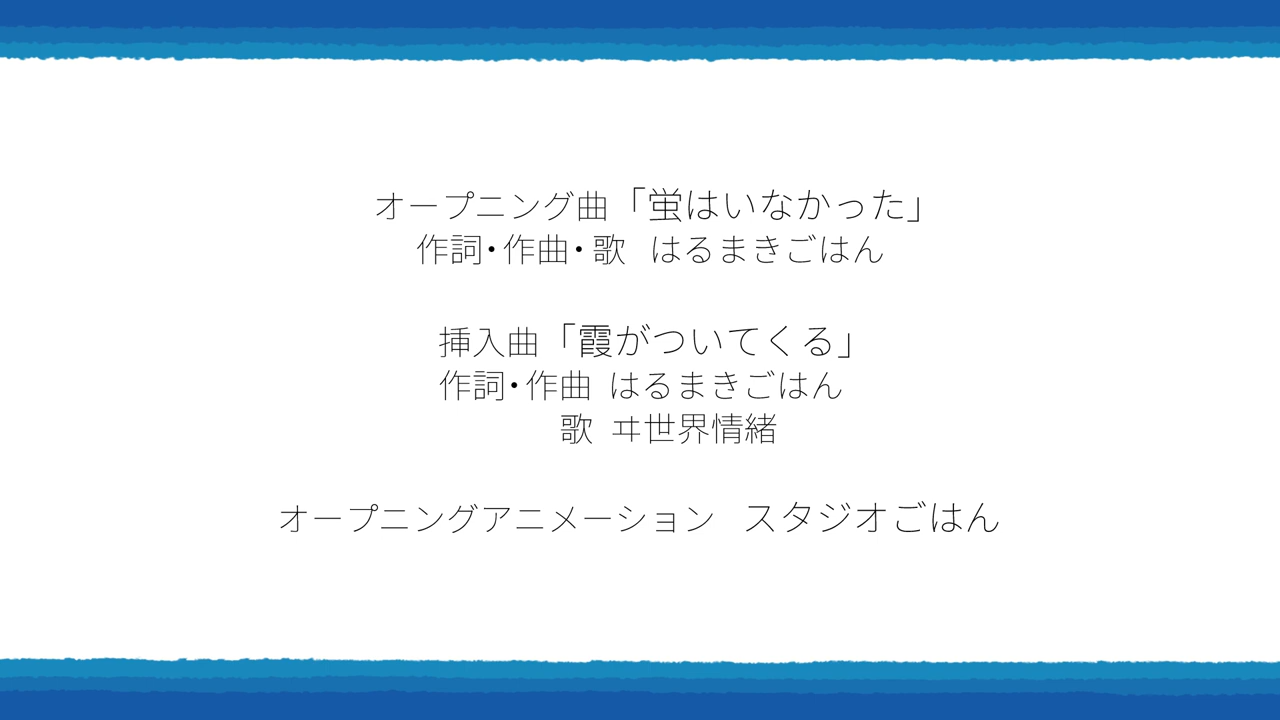 オープニング曲「蛍はいなかった」
作詞・作曲・歌 はるまきごはん
挿入曲「霞がついてくる」
作詞・作曲 はるまきごはん
歌 ヰ世界情緒
オープニングアニメーション スタジオごはん